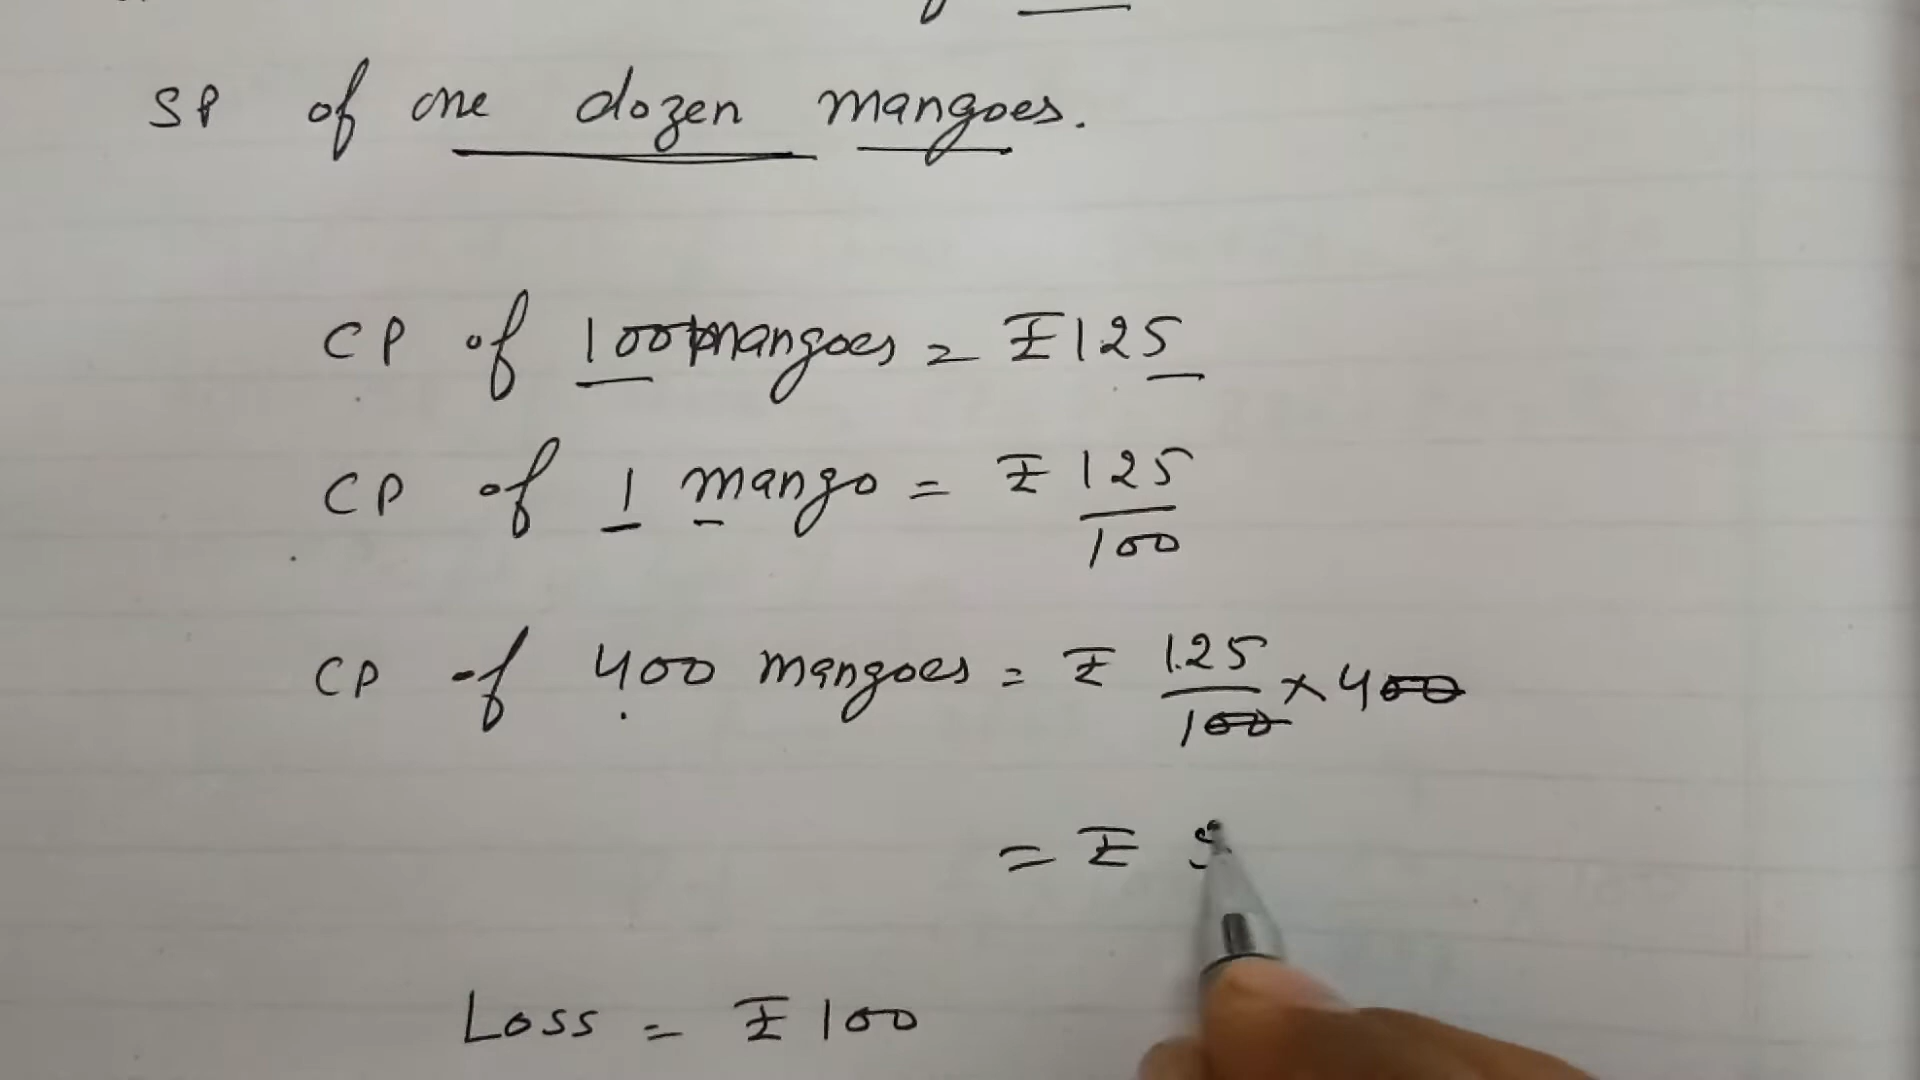 SP of one dozen mangoes.
CP of 100 mangoes = ₹125
CP of 1 mango = ₹ 125/100
CP of 400 mangoes = ₹ 125/100 × 400
= ₹ 5
Loss = ₹ 100